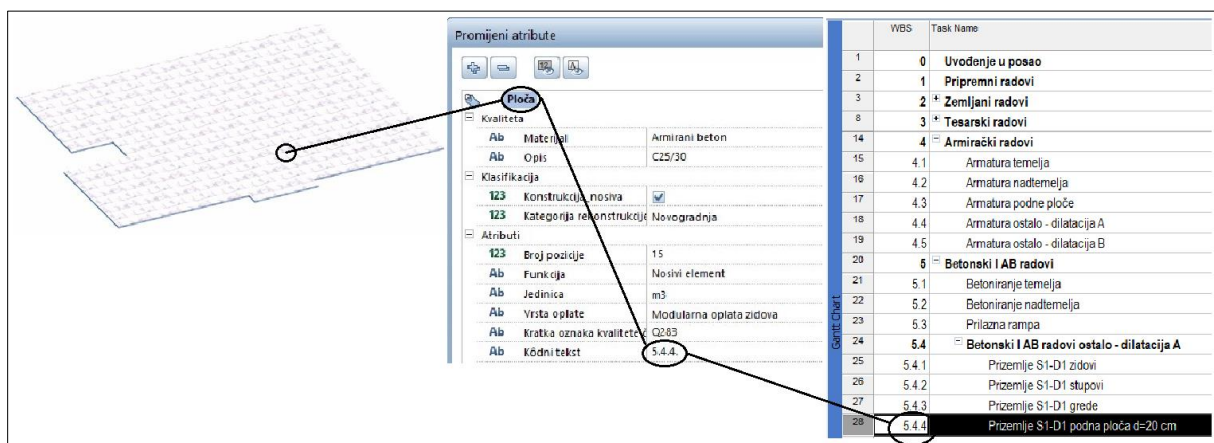 Promijeni atribute
Ploča
Kvaliteta
Ab Materijal Armirani beton
Ab Opis C25/30
Klasifikacija
123 Konstrukcija_nosiva
123 Kategorija rekonstrukcije Novogradnja
Atributi
123 Broj pozicije 15
Ab Funkcija Nosivi element
Ab Jedinica m3
Ab Vrsta oplate Modularna oplata zidova
Ab Kratka oznaka kvalitete Q283
Ab Kôdni tekst 5.4.4.
Gantt Chart
WBS Task Name
1 0 Uvođenje u posao
2 1 Pripremni radovi
3 2 Zemljani radovi
8 3 Tesarski radovi
14 4 Armirački radovi
15 4.1 Armatura temelja
16 4.2 Armatura nadtemelja
17 4.3 Armatura podne ploče
18 4.4 Armatura ostalo - dilatacija A
19 4.5 Armatura ostalo - dilatacija B
20 5 Betonski I AB radovi
21 5.1 Betoniranje temelja
22 5.2 Betoniranje nadtemelja
23 5.3 Prilazna rampa
24 5.4 Betonski I AB radovi ostalo - dilatacija A
25 5.4.1 Prizemlje S1-D1 zidovi
26 5.4.2 Prizemlje S1-D1 stupovi
27 5.4.3 Prizemlje S1-D1 grede
28 5.4.4 Prizemlje S1-D1 podna ploča d=20 cm